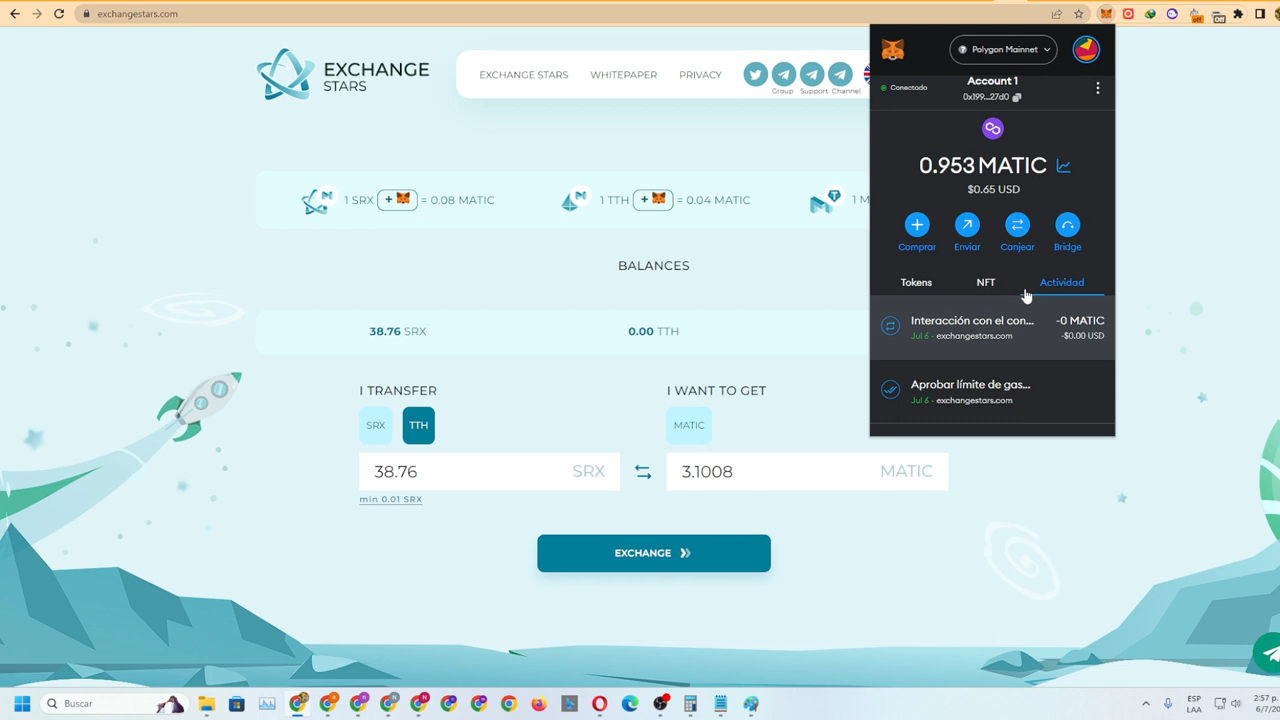 exchangestars.com
off
Off
EXCHANGE
STARS
EXCHANGE STARS
WHITEPAPER
PRIVACY
Group
Support
Channel
1 SRX + = 0.08 MATIC
1 TTH + = 0.04 MATIC
BALANCES
38.76 SRX
0.00 TTH
I TRANSFER
SRX
TTH
38.76 SRX
min 0.01 SRX
I WANT TO GET
MATIC
3.1008 MATIC
EXCHANGE
Polygon Mainnet
Conectado
Account 1
0x199...27d0
0.953 MATIC
$0.65 USD
Comprar
Enviar
Canjear
Bridge
Tokens
NFT
Actividad
Interacción con el con... -0 MATIC
Jul 6 - exchangestars.com -$0.00 USD
Aprobar límite de gas...
Jul 6 - exchangestars.com
Buscar
ESP
LAA
2:57 p.